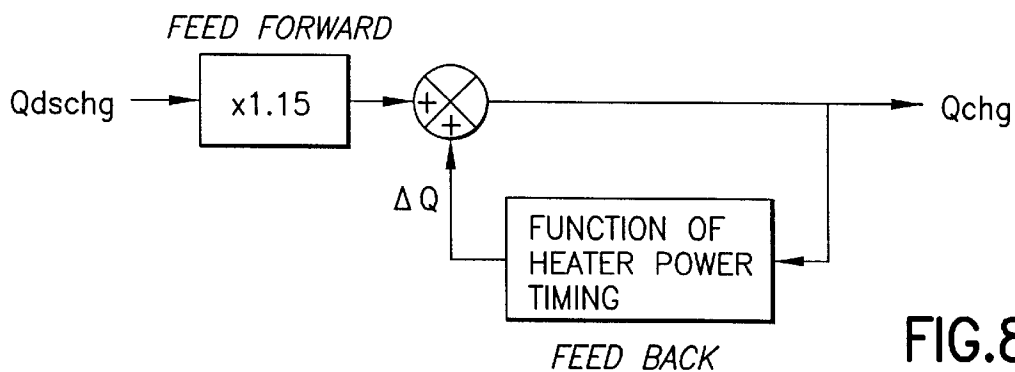 FEED FORWARD
Qdschg
x1.15
+
+
Qchg
ΔQ
FUNCTION OF
HEATER POWER
TIMING
FEED BACK
FIG.8